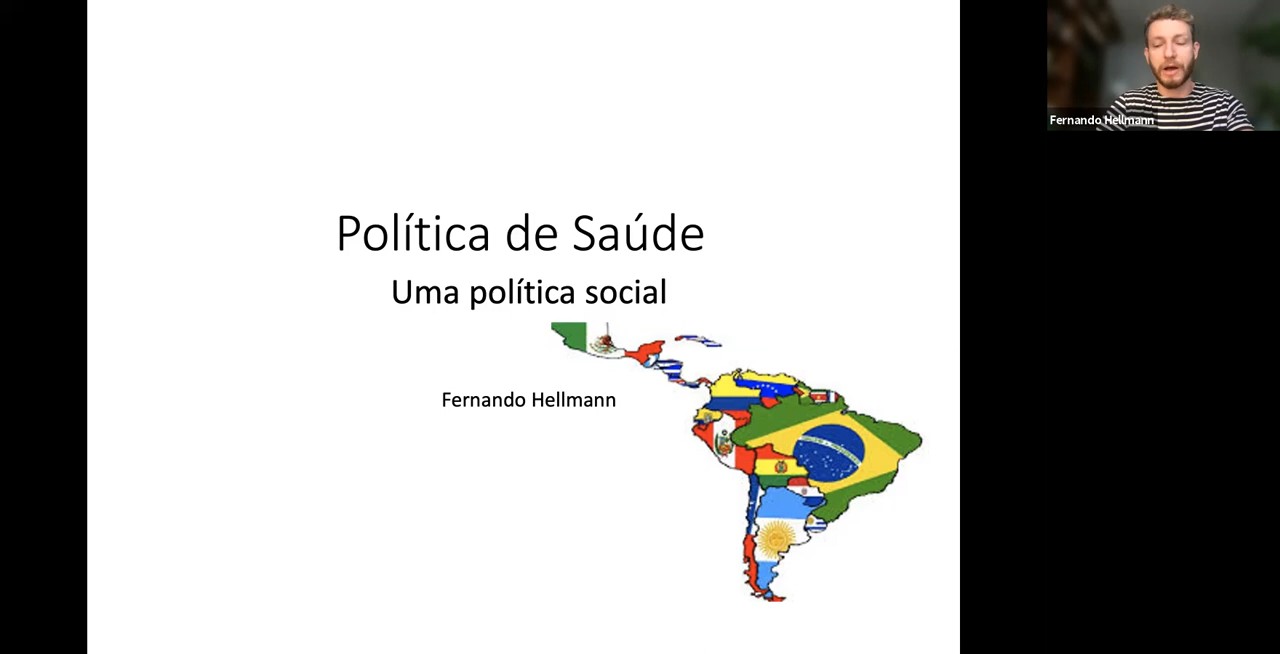 Política de Saúde
Uma política social
Fernando Hellmann
Fernando Hellmann